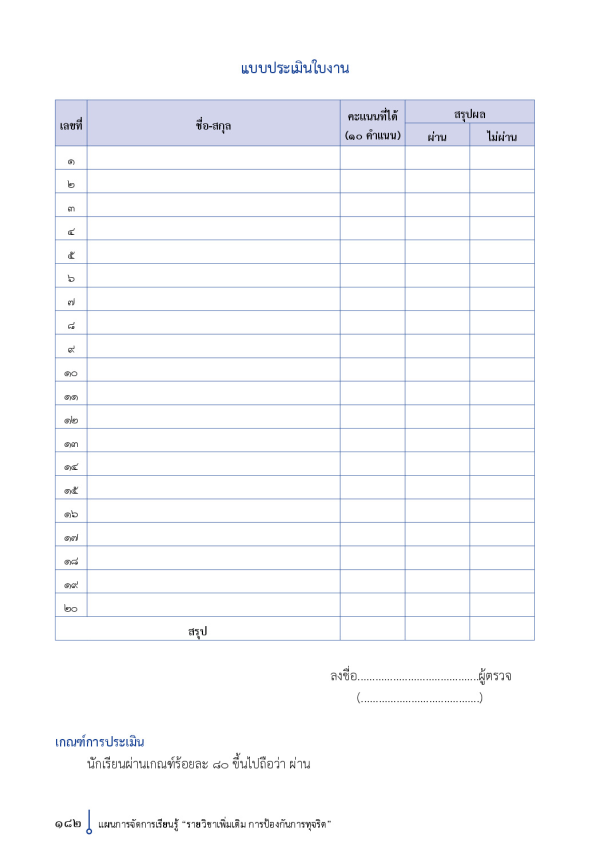 แบบประเมินใบงาน
เลขที่ ชื่อ-สกุล คะแนนที่ได้ (๑๐ คำแนน) สรุปผล
ผ่าน ไม่ผ่าน
๑
๒
๓
๔
๕
๖
๗
๘
๙
๑๐
๑๑
๑๒
๑๓
๑๔
๑๕
๑๖
๑๗
๑๘
๑๙
๒๐
สรุป
ลงชื่อ.........................................ผู้ตรวจ
(........................................)
เกณฑ์การประเมิน
นักเรียนผ่านเกณฑ์ร้อยละ ๘๐ ขึ้นไปถือว่า ผ่าน
๑๘๒ แผนการจัดการเรียนรู้ “รายวิชาเพิ่มเติม การป้องกันการทุจริต”